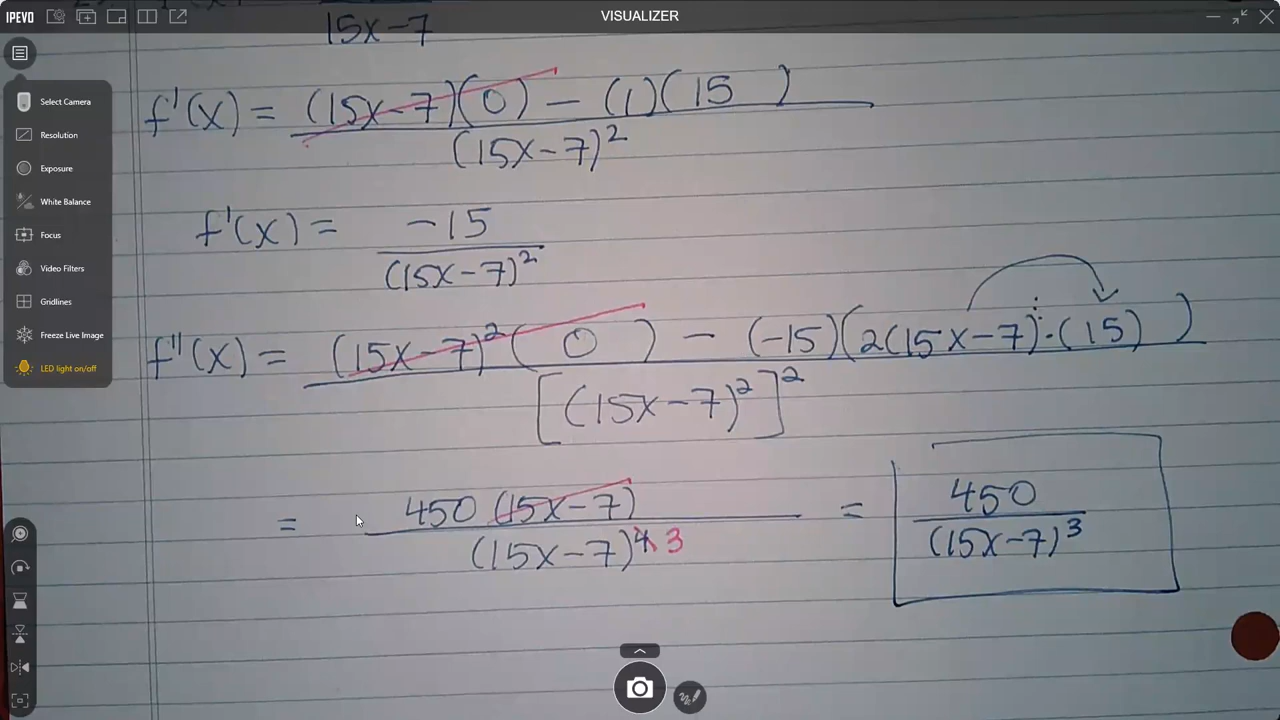 IPEVO
VISUALIZER
15x-7
Select Camera
Resolution
Exposure
White Balance
Focus
Video Filters
Gridlines
Freeze Live Image
LED light on/off
f'(x) = (15x-7)(0) - (1)(15)
(15x-7)²
f'(x) = -15
(15x-7)²
f''(x) = (15x-7)²(0) - (-15)(2(15x-7)·(15))
[(15x-7)²]²
= 450 (15x-7) = 450
(15x-7)⁴ 3 (15x-7)³